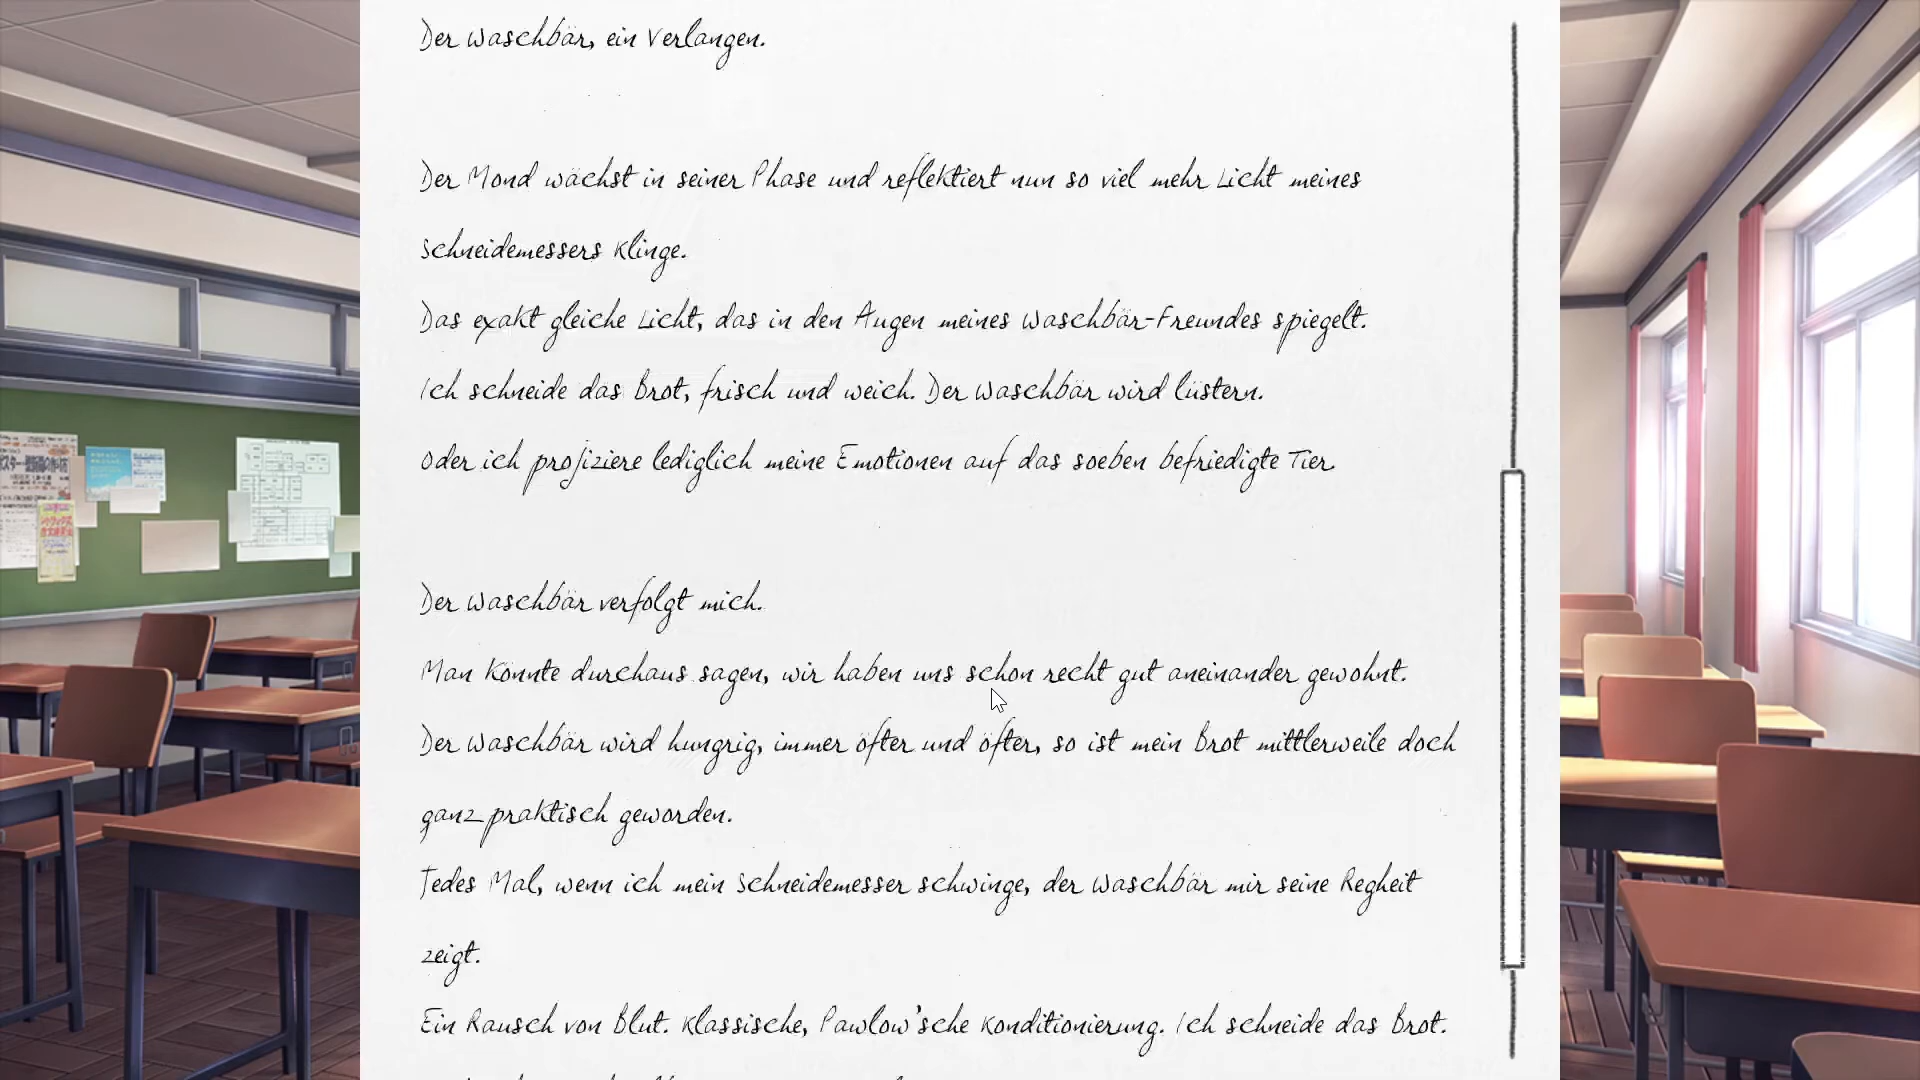 Der Waschbär, ein Verlangen.
Der Mond wächst in seiner Phase und reflektiert nun so viel mehr Licht meines
Schneidemessers Klinge.
Das exakt gleiche Licht, das in den Augen meines Waschbär-Freundes spiegelt.
Ich schneide das Brot, frisch und weich. Der Waschbär wird lüstern.
Oder ich projiziere lediglich meine Emotionen auf das soeben befriedigte Tier.
Der Waschbär verfolgt mich.
Man könnte durchaus sagen, wir haben uns schon recht gut aneinander gewöhnt.
Der Waschbär wird hungrig, immer öfter und öfter, so ist mein Brot mittlerweile doch
ganz praktisch geworden.
Jedes Mal, wenn ich mein Schneidemesser schwinge, der Waschbär mir seine Regheit
zeigt.
Ein Rausch von Blut. Klassische, Pawlow'sche Konditionierung. Ich schneide das Brot.